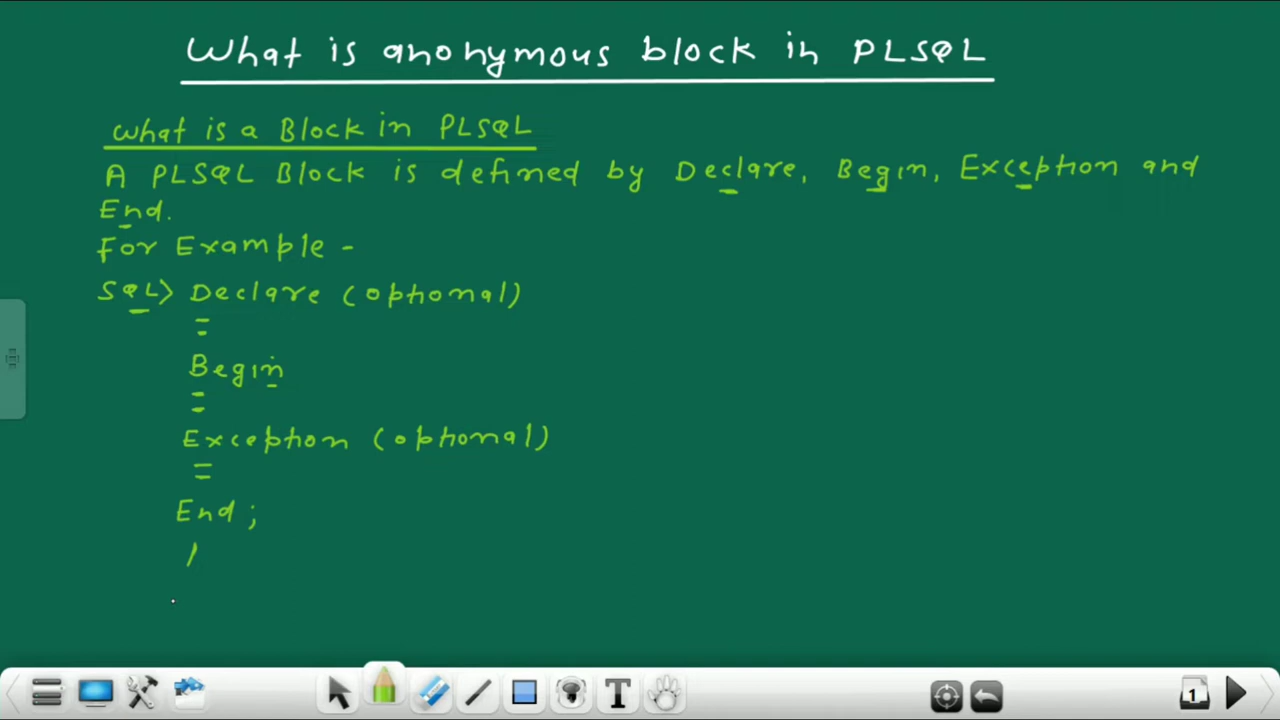 What is anonymous block in PLSQL
What is a Block in PLSQL
A PLSQL Block is defined by Declare, Begin, Exception and
End.
For Example -
SQL> Declare (optional)
Begin
Exception (optional)
End ;
/
T
1